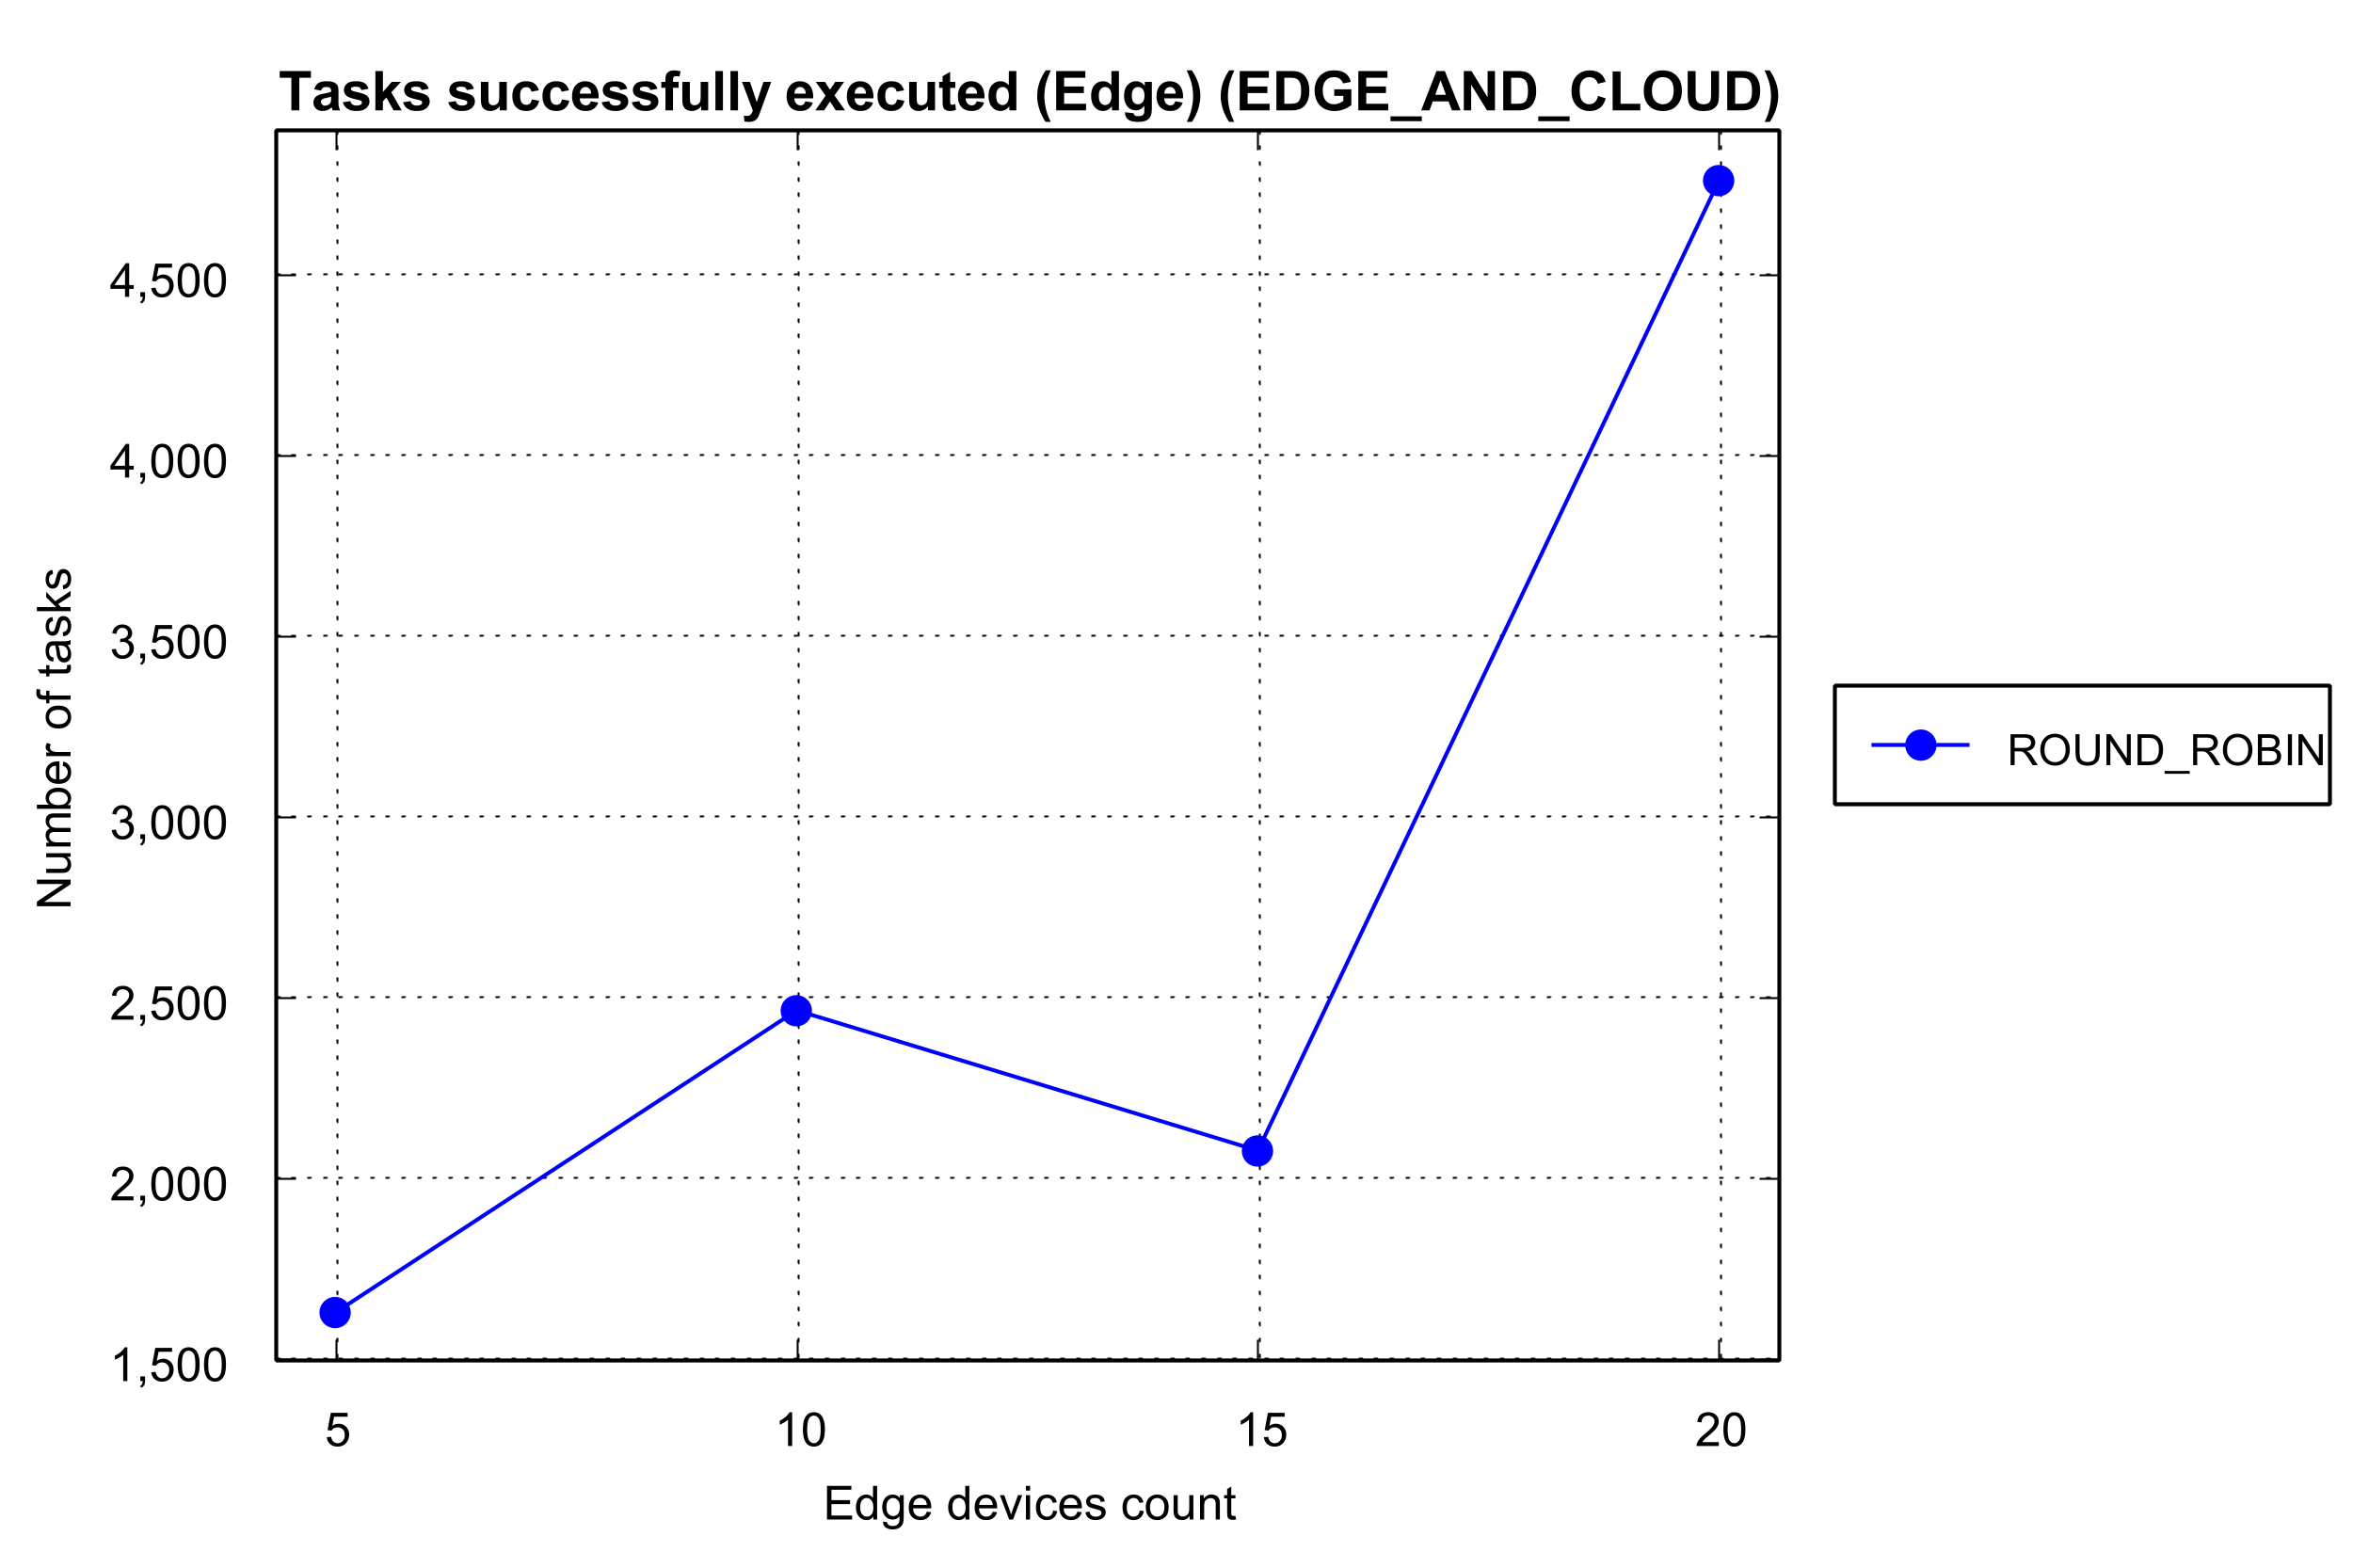 Tasks successfully executed (Edge) (EDGE_AND_CLOUD)
4,500
4,000
3,500
3,000
2,500
2,000
1,500
Number of tasks
5 10 15 20
Edge devices count
ROUND_ROBIN